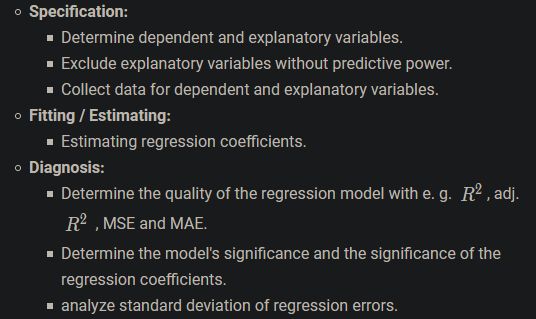 Specification:
Determine dependent and explanatory variables.
Exclude explanatory variables without predictive power.
Collect data for dependent and explanatory variables.
Fitting / Estimating:
Estimating regression coefficients.
Diagnosis:
Determine the quality of the regression model with e. g. R² , adj.
R² , MSE and MAE.
Determine the model's significance and the significance of the
regression coefficients.
analyze standard deviation of regression errors.